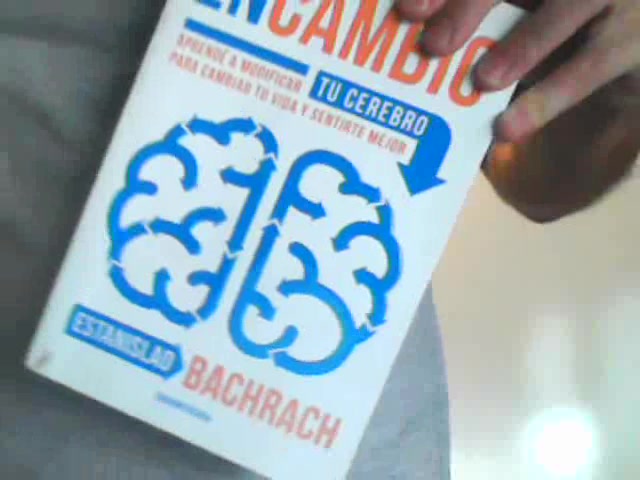 ENCAMBIO
APRENDE A MODIFICAR TU CEREBRO
PARA CAMBIAR TU VIDA Y SENTIRTE MEJOR
ESTANISLAO
BACHRACH